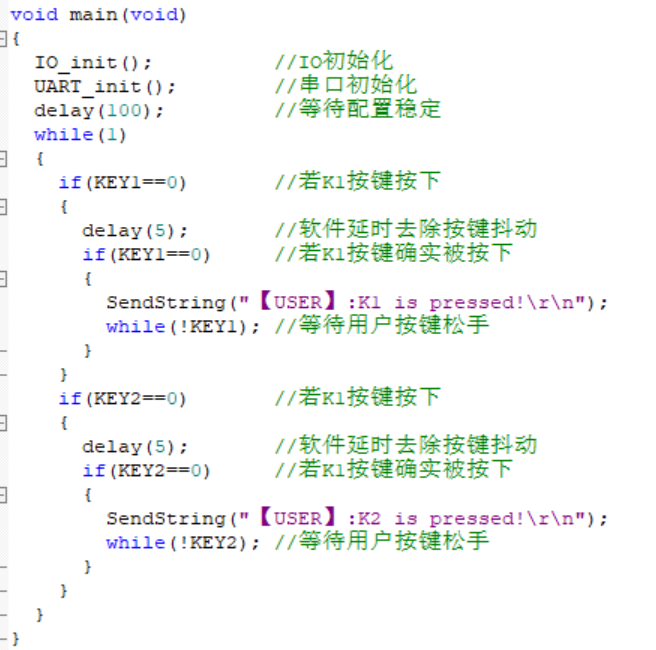 void main(void)
{
  IO_init();          //IO初始化
  UART_init();        //串口初始化
  delay(100);         //等待配置稳定
  while(1)
  {
    if(KEY1==0)       //若K1按键按下
    {
      delay(5);       //软件延时去除按键抖动
      if(KEY1==0)     //若K1按键确实被按下
      {
        SendString("【USER】:K1 is pressed!\r\n");
        while(!KEY1); //等待用户按键松手
      }
    }
    if(KEY2==0)       //若K1按键按下
    {
      delay(5);       //软件延时去除按键抖动
      if(KEY2==0)     //若K1按键确实被按下
      {
        SendString("【USER】:K2 is pressed!\r\n");
        while(!KEY2); //等待用户按键松手
      }
    }
  }
}